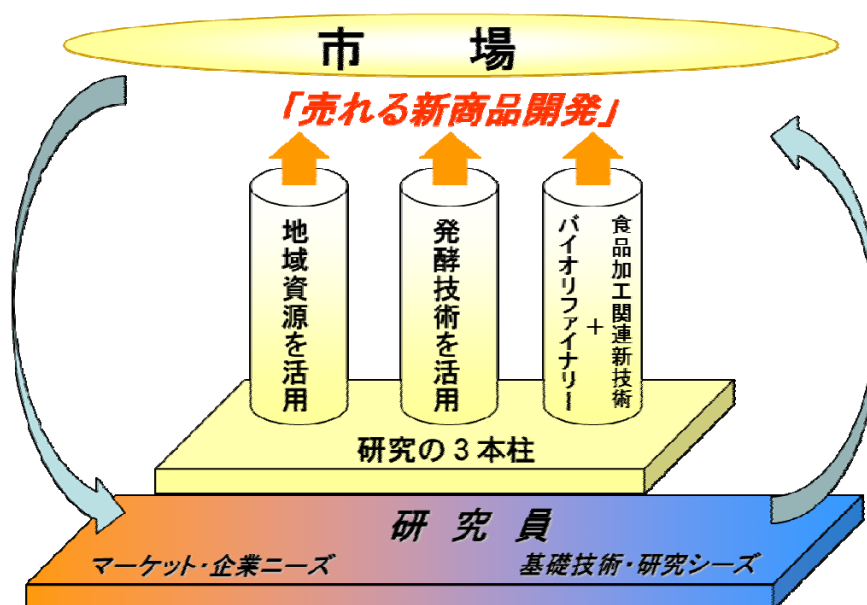 市　場
「売れる新商品開発」
地域資源を活用
発酵技術を活用
食品加工関連新技術
＋
バイオリファイナリー
研究の３本柱
研究員
マーケット・企業ニーズ
基礎技術・研究シーズ